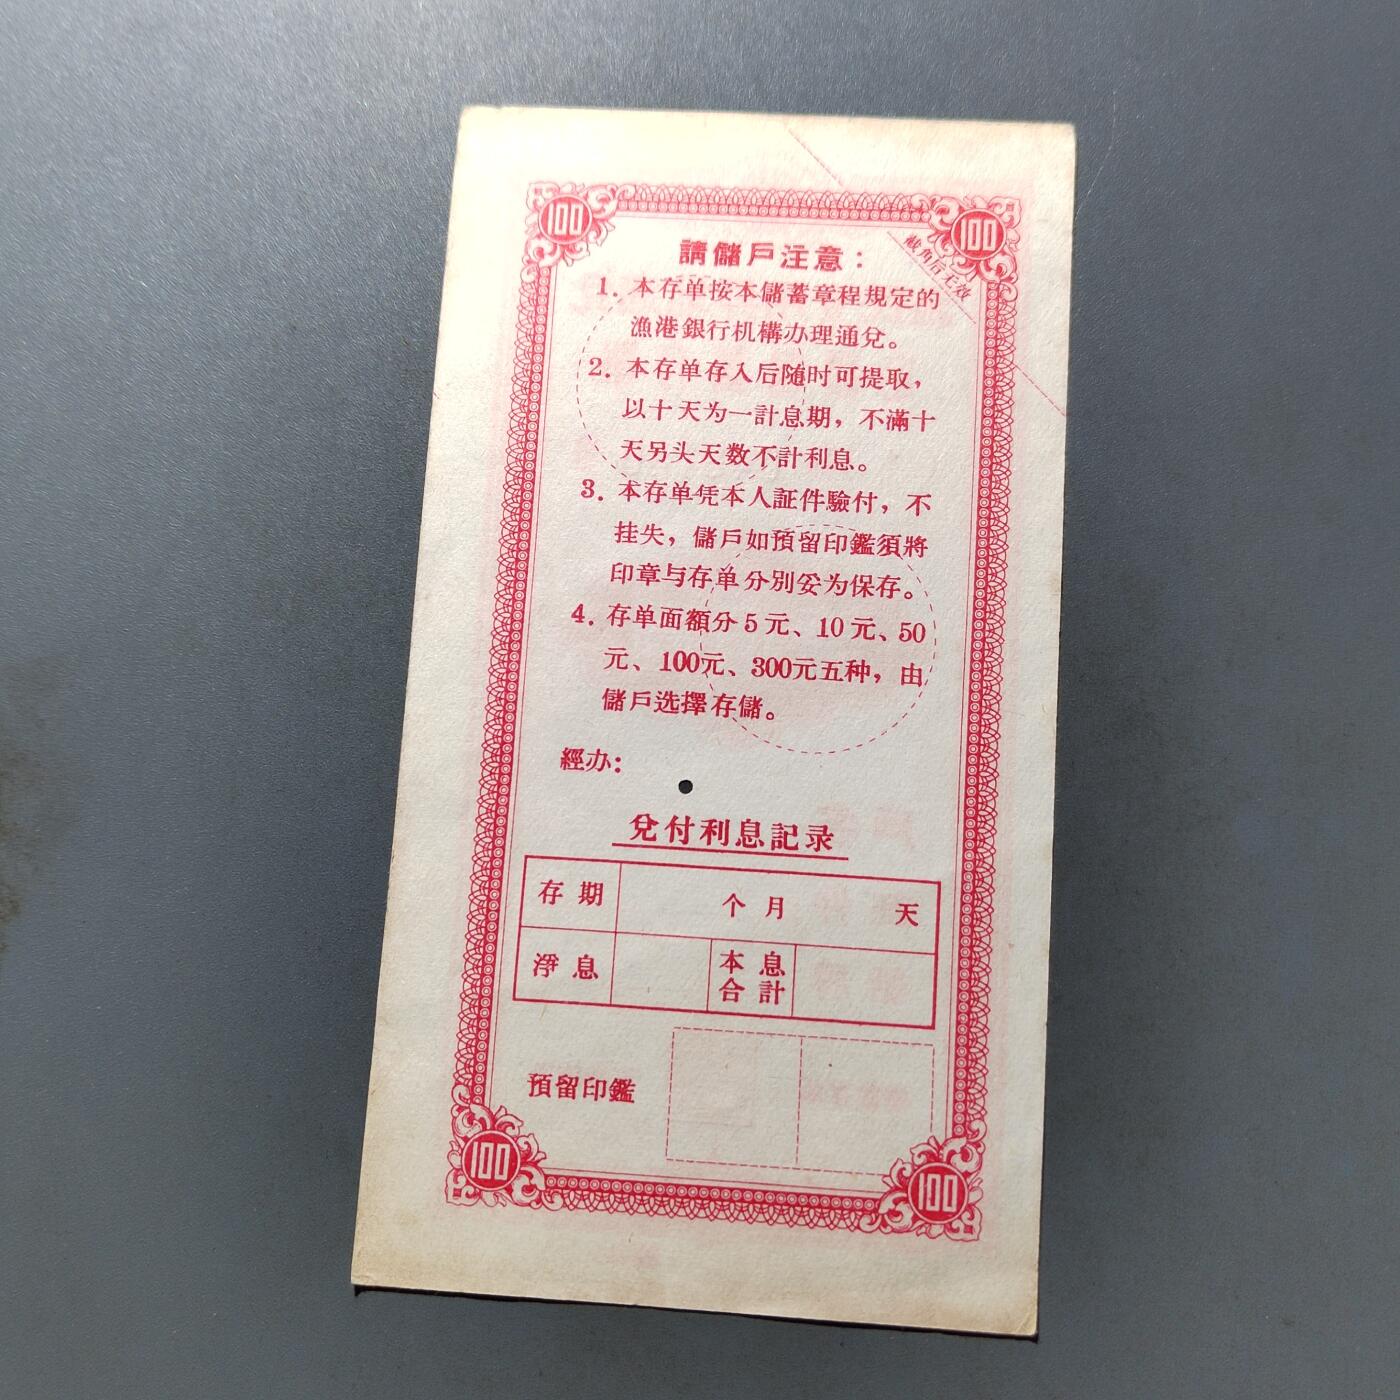 100
100
截角后无效
請儲戶注意：
1. 本存单按本儲蓄章程規定的
漁港銀行机構办理通兌。
2. 本存单存入后随时可提取，
以十天为一計息期，不滿十
天另头天数不計利息。
3. 本存单凭本人証件驗付，不
挂失，儲戶如預留印鑑須將
印章与存单分別妥为保存。
4. 存单面額分5元、10元、50
元、100元、300元五种，由
儲戶选擇存儲。
經办：
兌付利息記录
存期 个月 天
淨息 本息合計
預留印鑑
100
100